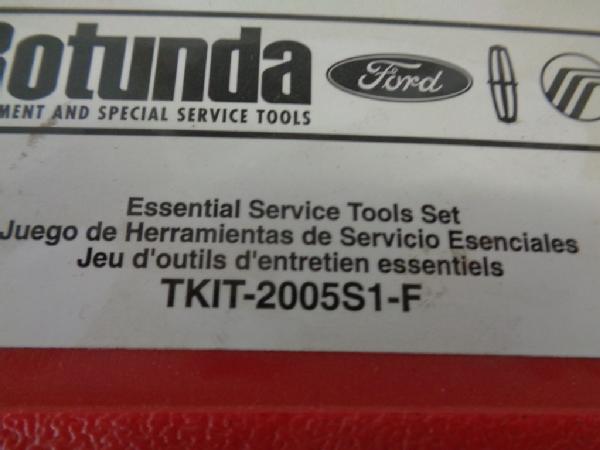 Rotunda
Ford
MENT AND SPECIAL SERVICE TOOLS
Essential Service Tools Set
Juego de Herramientas de Servicio Esenciales
Jeu d'outils d'entretien essentiels
TKIT-2005S1-F